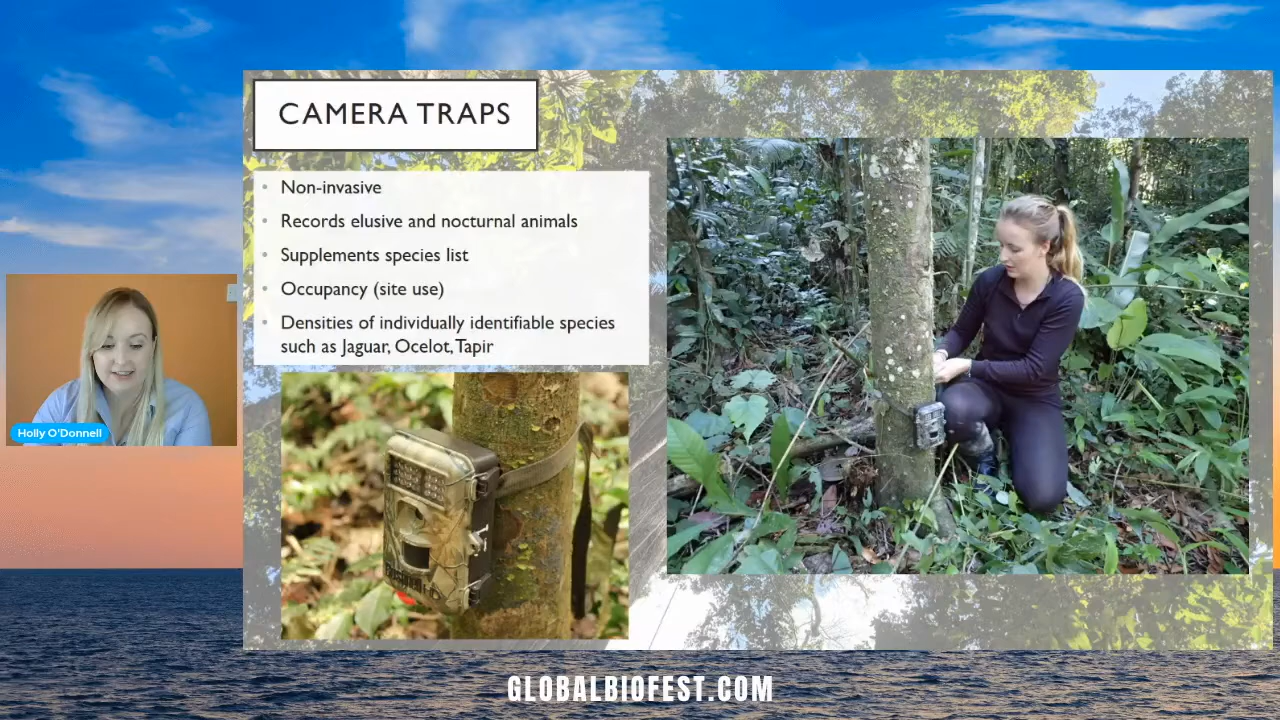 CAMERA TRAPS
• Non-invasive
• Records elusive and nocturnal animals
• Supplements species list
• Occupancy (site use)
• Densities of individually identifiable species
such as Jaguar, Ocelot, Tapir
Holly O'Donnell
GLOBALBIOFEST.COM